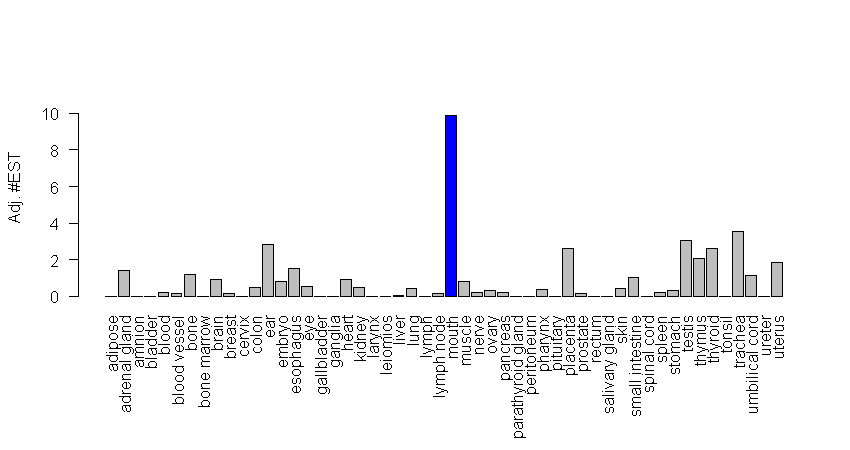 Adj. #EST
10
8
6
4
2
0
adipose
adrenal gland
amnion
bladder
blood
blood vessel
bone
bone marrow
brain
breast
cervix
colon
ear
embryo
esophagus
eye
gallbladder
ganglia
heart
kidney
larynx
leiomios
liver
lung
lymph
lymph node
mouth
muscle
nerve
ovary
pancreas
parathyroid gland
peritoneum
pharynx
pituitary
placenta
prostate
rectum
salivary gland
skin
small intestine
spinal cord
spleen
stomach
testis
thymus
thyroid
tonsil
trachea
umbilical cord
ureter
uterus